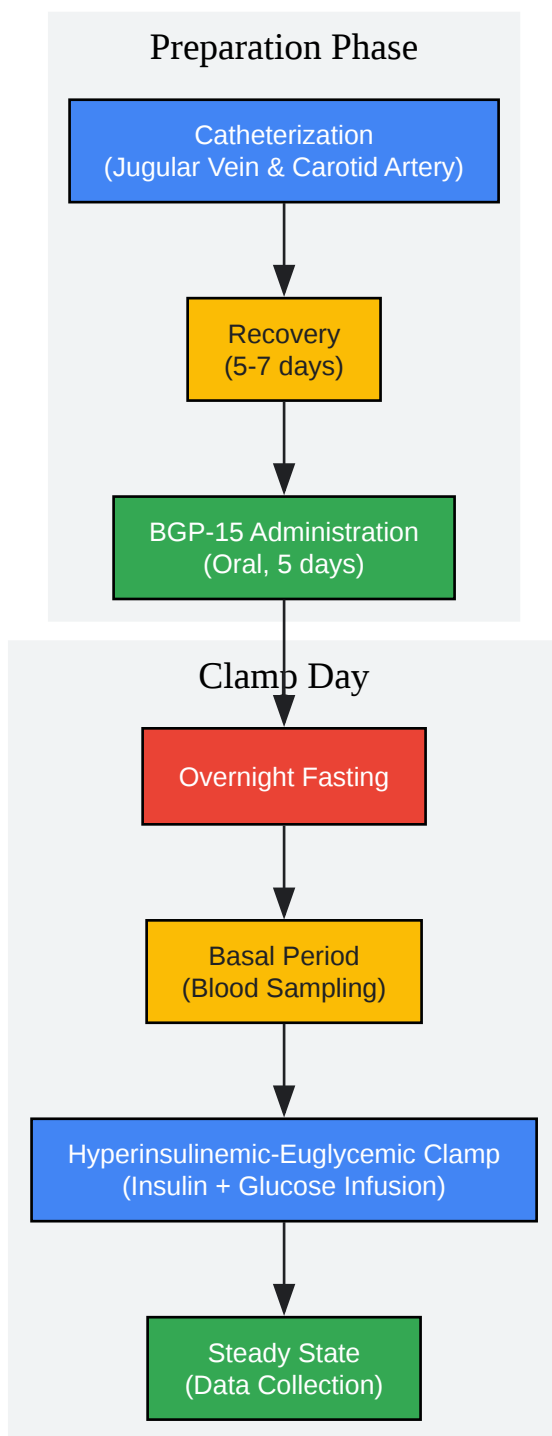 Preparation Phase
Catheterization
(Jugular Vein & Carotid Artery)
Recovery
(5-7 days)
BGP-15 Administration
(Oral, 5 days)
Clamp Day
Overnight Fasting
Basal Period
(Blood Sampling)
Hyperinsulinemic-Euglycemic Clamp
(Insulin + Glucose Infusion)
Steady State
(Data Collection)